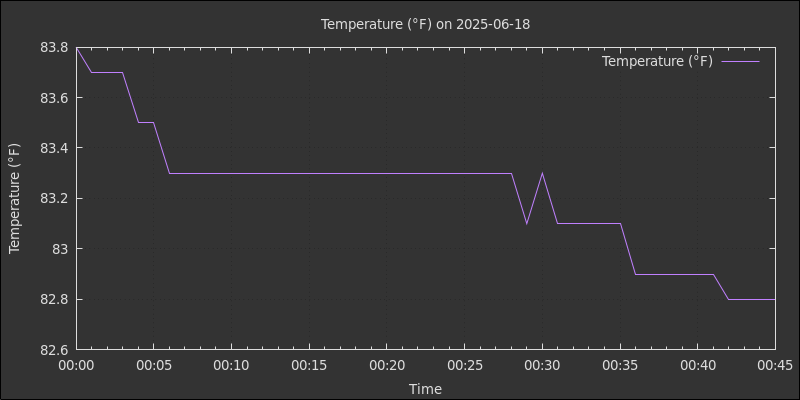 Temperature (°F) on 2025-06-18
Temperature (°F)
83.8
83.6
83.4
83.2
83
82.8
82.6
Temperature (°F)
00:00 00:05 00:10 00:15 00:20 00:25 00:30 00:35 00:40 00:45
Time